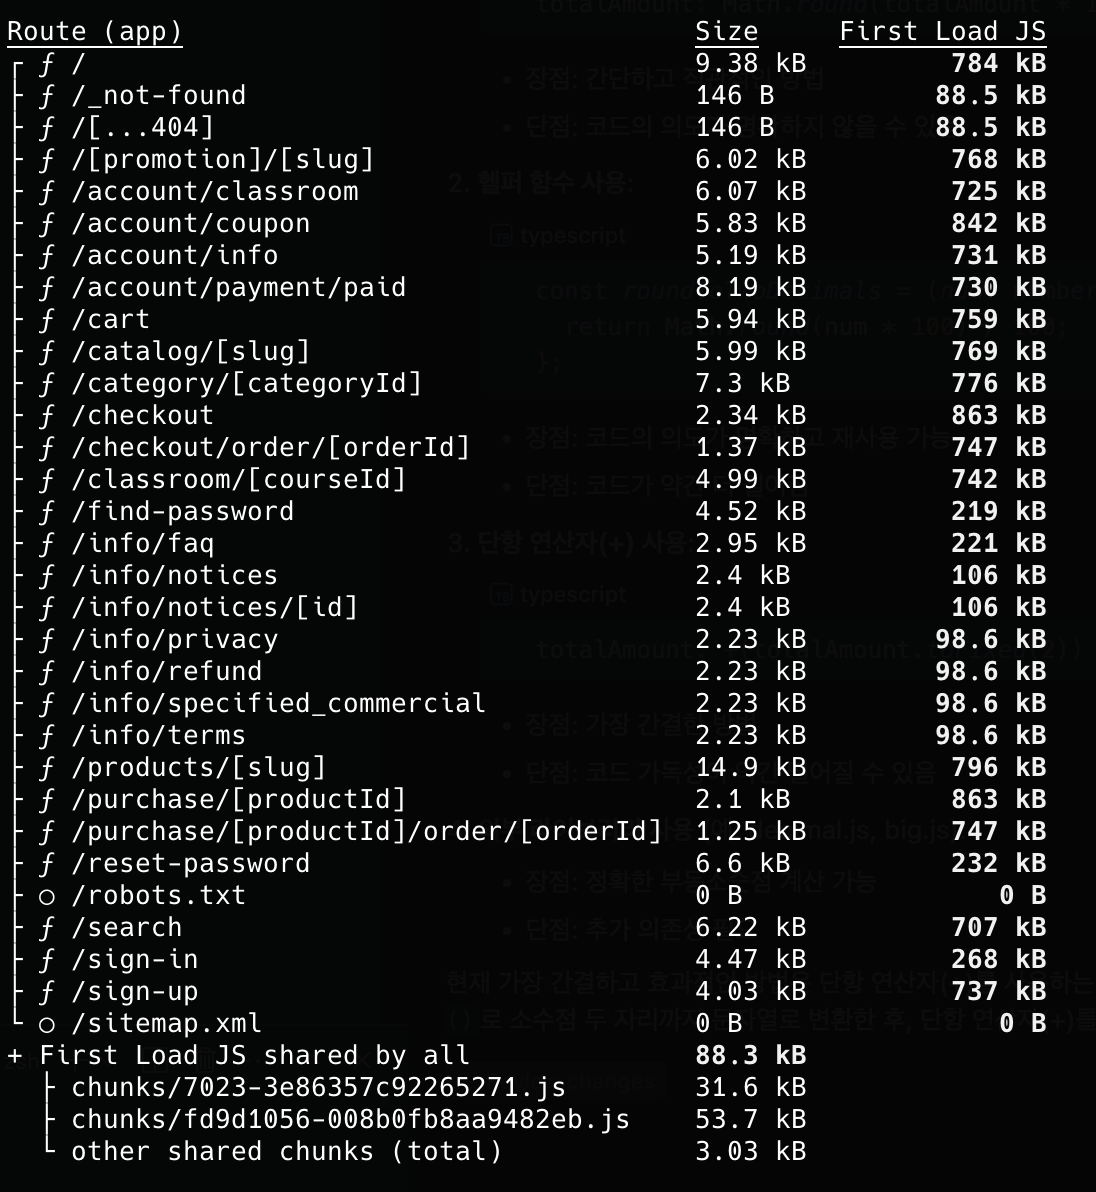 Route (app) Size First Load JS
┌ ƒ / 9.38 kB 784 kB
├ ƒ /_not-found 146 B 88.5 kB
├ ƒ /[...404] 146 B 88.5 kB
├ ƒ /[promotion]/[slug] 6.02 kB 768 kB
├ ƒ /account/classroom 6.07 kB 725 kB
├ ƒ /account/coupon 5.83 kB 842 kB
├ ƒ /account/info 5.19 kB 731 kB
├ ƒ /account/payment/paid 8.19 kB 730 kB
├ ƒ /cart 5.94 kB 759 kB
├ ƒ /catalog/[slug] 5.99 kB 769 kB
├ ƒ /category/[categoryId] 7.3 kB 776 kB
├ ƒ /checkout 2.34 kB 863 kB
├ ƒ /checkout/order/[orderId] 1.37 kB 747 kB
├ ƒ /classroom/[courseId] 4.99 kB 742 kB
├ ƒ /find-password 4.52 kB 219 kB
├ ƒ /info/faq 2.95 kB 221 kB
├ ƒ /info/notices 2.4 kB 106 kB
├ ƒ /info/notices/[id] 2.4 kB 106 kB
├ ƒ /info/privacy 2.23 kB 98.6 kB
├ ƒ /info/refund 2.23 kB 98.6 kB
├ ƒ /info/specified_commercial 2.23 kB 98.6 kB
├ ƒ /info/terms 2.23 kB 98.6 kB
├ ƒ /products/[slug] 14.9 kB 796 kB
├ ƒ /purchase/[productId] 2.1 kB 863 kB
├ ƒ /purchase/[productId]/order/[orderId] 1.25 kB 747 kB
├ ƒ /reset-password 6.6 kB 232 kB
├ ○ /robots.txt 0 B 0 B
├ ƒ /search 6.22 kB 707 kB
├ ƒ /sign-in 4.47 kB 268 kB
├ ƒ /sign-up 4.03 kB 737 kB
└ ○ /sitemap.xml 0 B 0 B
+ First Load JS shared by all 88.3 kB
├ chunks/7023-3e86357c92265271.js 31.6 kB
├ chunks/fd9d1056-008b0fb8aa9482eb.js 53.7 kB
└ other shared chunks (total) 3.03 kB